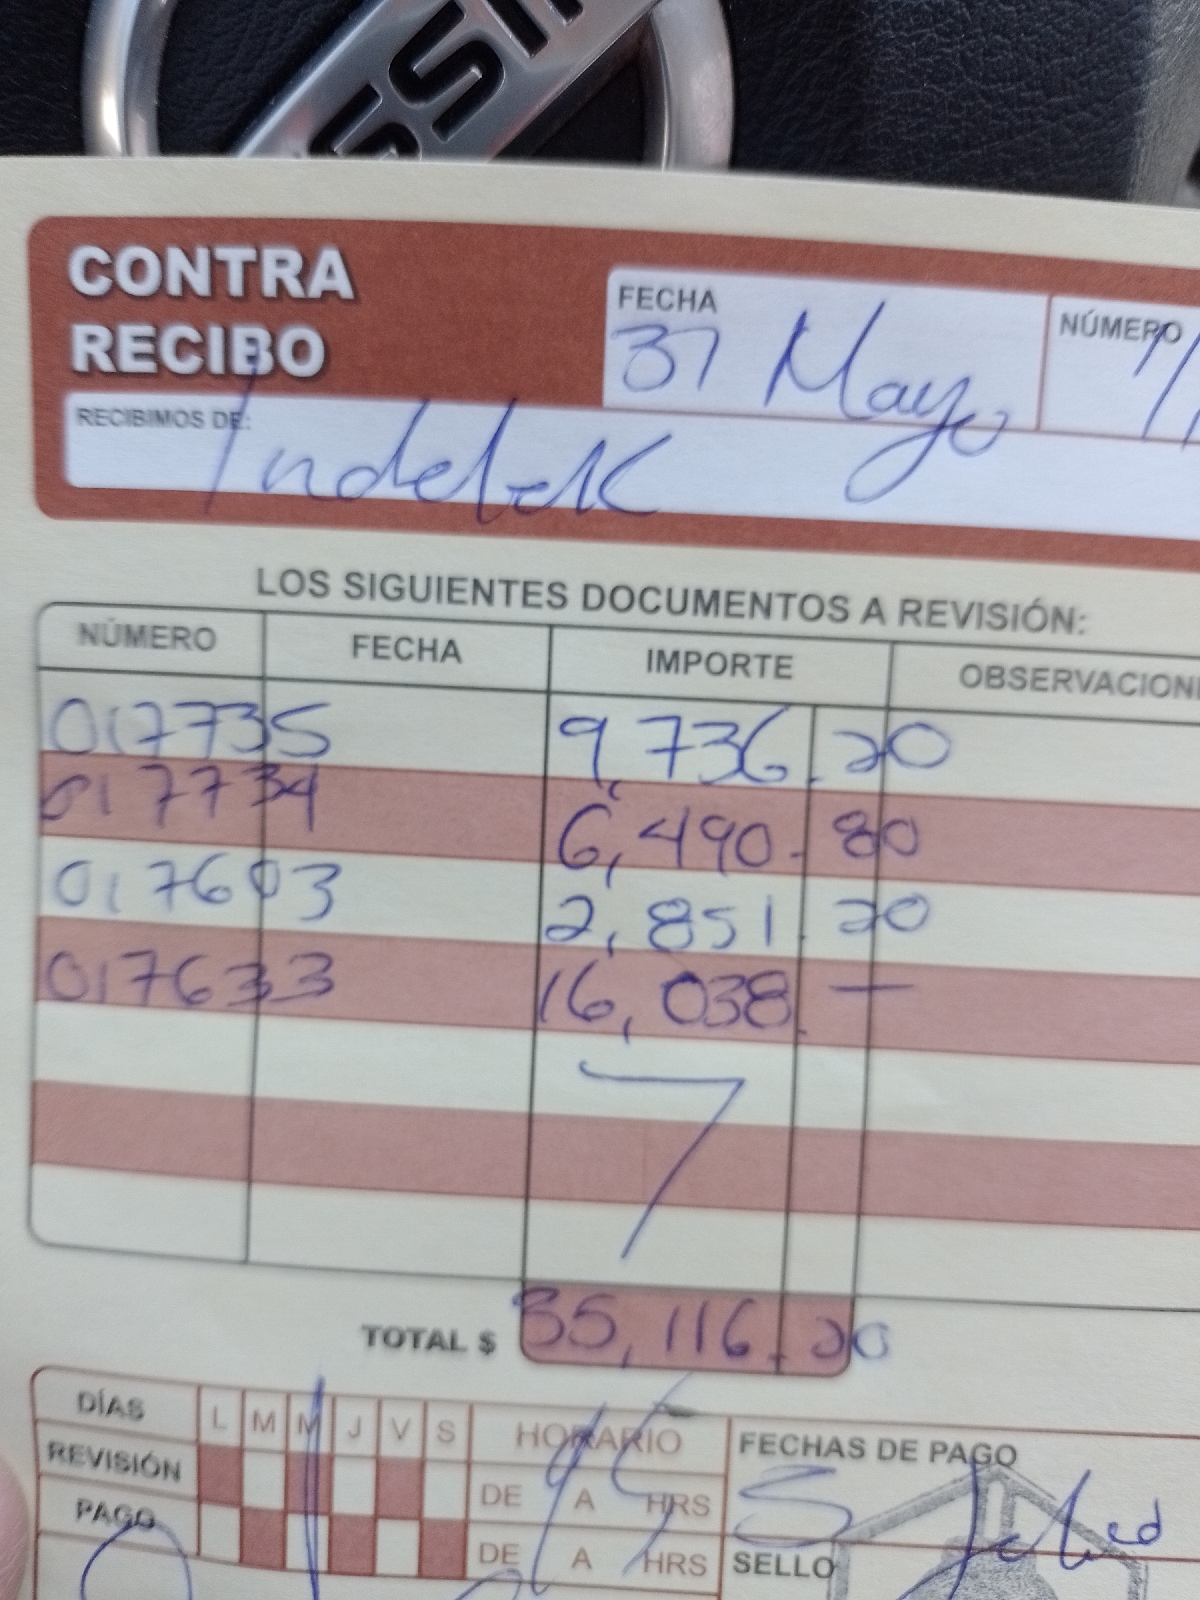 CONTRA
RECIBO
FECHA
31 Mayo
NÚMERO
RECIBIMOS DE:
Indelek
LOS SIGUIENTES DOCUMENTOS A REVISIÓN:
NÚMERO FECHA IMPORTE OBSERVACION
017735 9,736.20
017734 6,490.80
017603 2,851.20
017633 16,038.—
TOTAL $ 35,116.20
DÍAS L M M J V S HORARIO FECHAS DE PAGO
REVISIÓN DE A HRS
PAGO DE A HRS SELLO